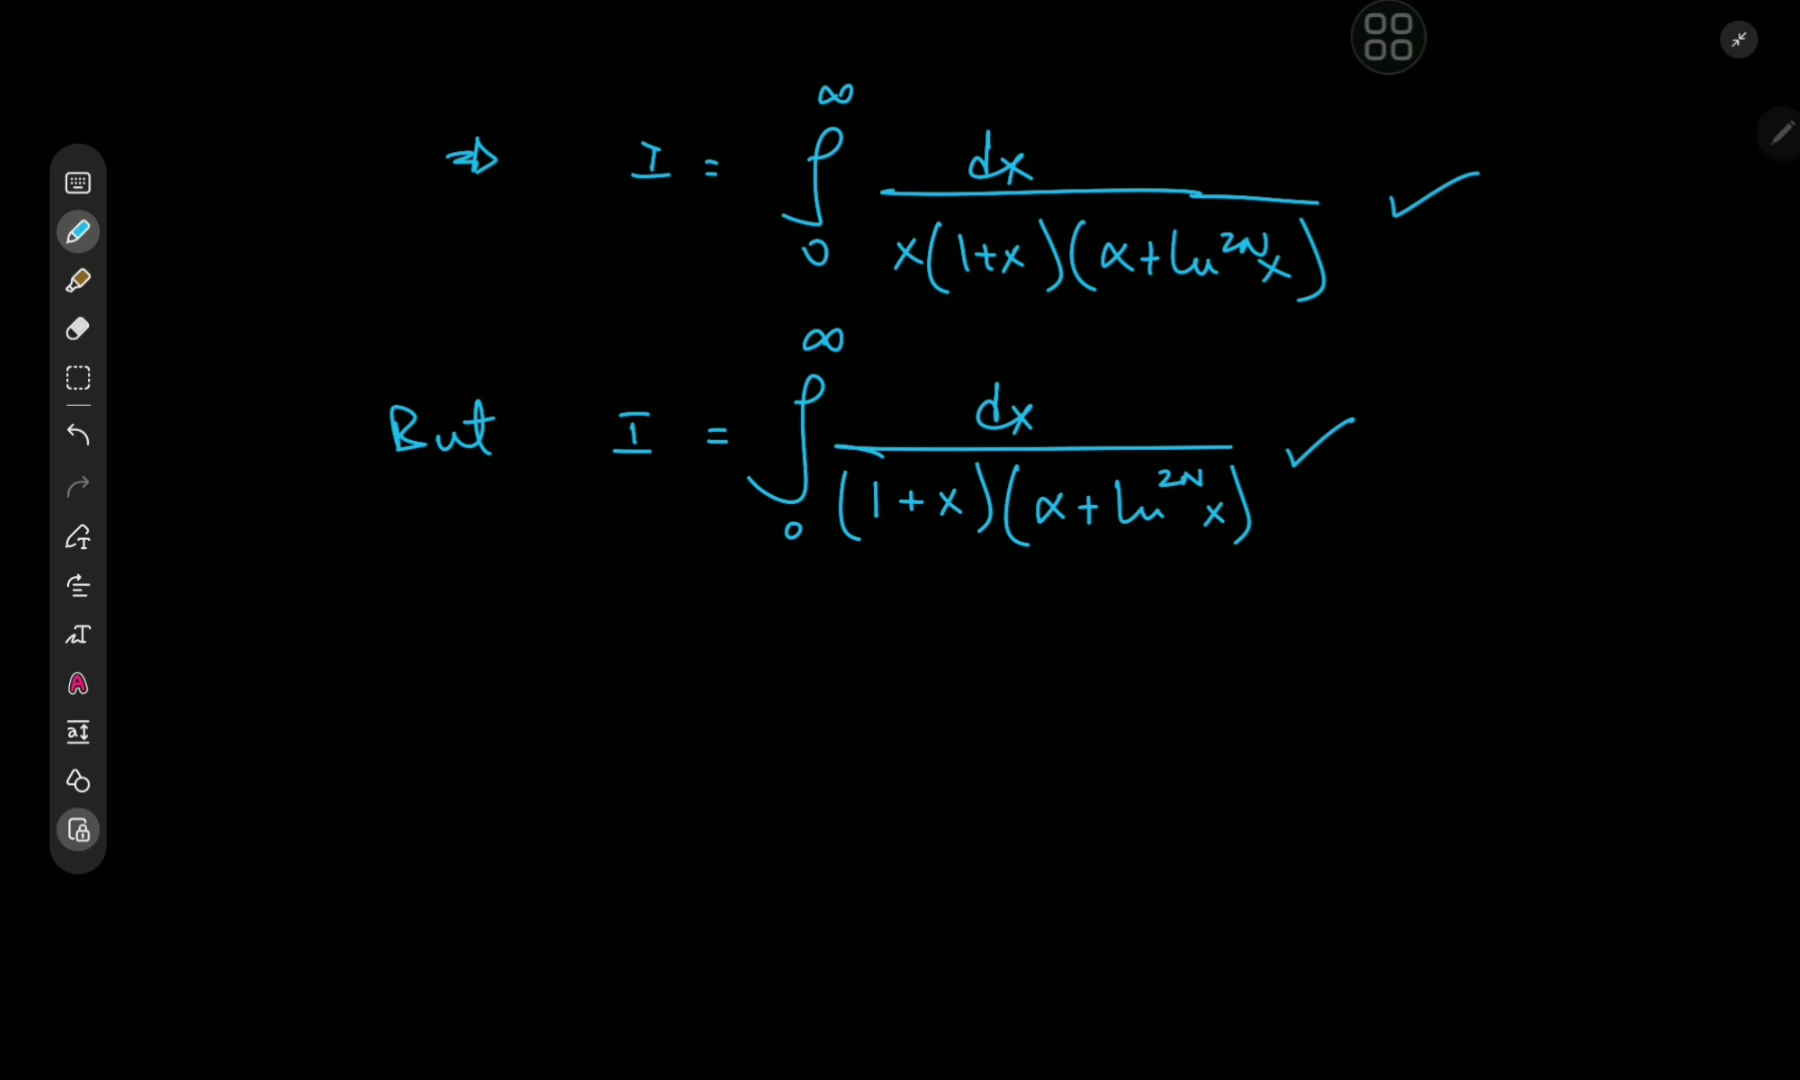 ⇒ I = ∫₀^∞ dx / x(1+x)(α+ln^{2N}x) ✓
But I = ∫₀^∞ dx / (1+x)(α+ln^{2N}x) ✓